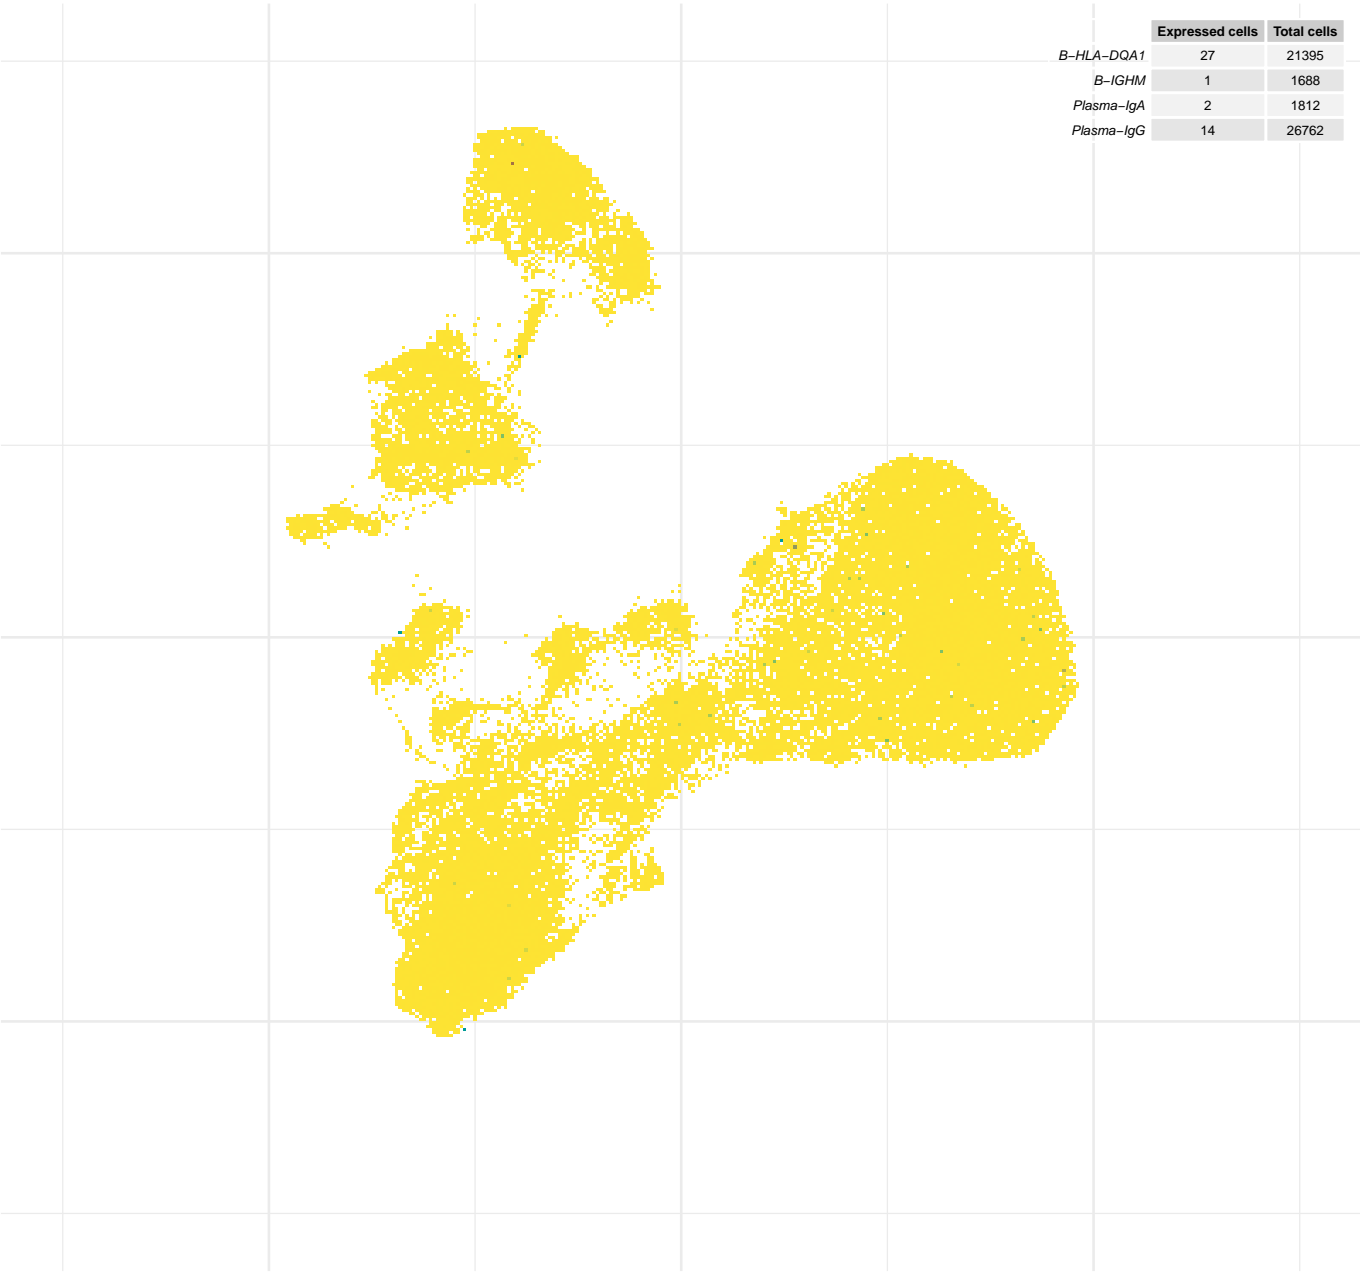 Expressed cells Total cells
B−HLA−DQA1 27 21395
B−IGHM 1 1688
Plasma−IgA 2 1812
Plasma−IgG 14 26762